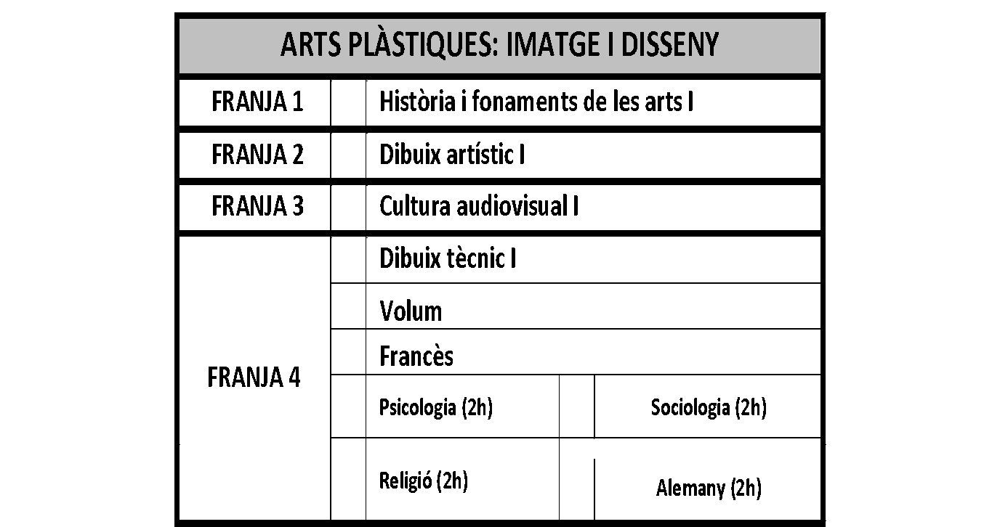 ARTS PLÀSTIQUES: IMATGE I DISSENY
FRANJA 1 Història i fonaments de les arts I
FRANJA 2 Dibuix artístic I
FRANJA 3 Cultura audiovisual I
FRANJA 4
Dibuix tècnic I
Volum
Francès
Psicologia (2h) Sociologia (2h)
Religió (2h) Alemany (2h)